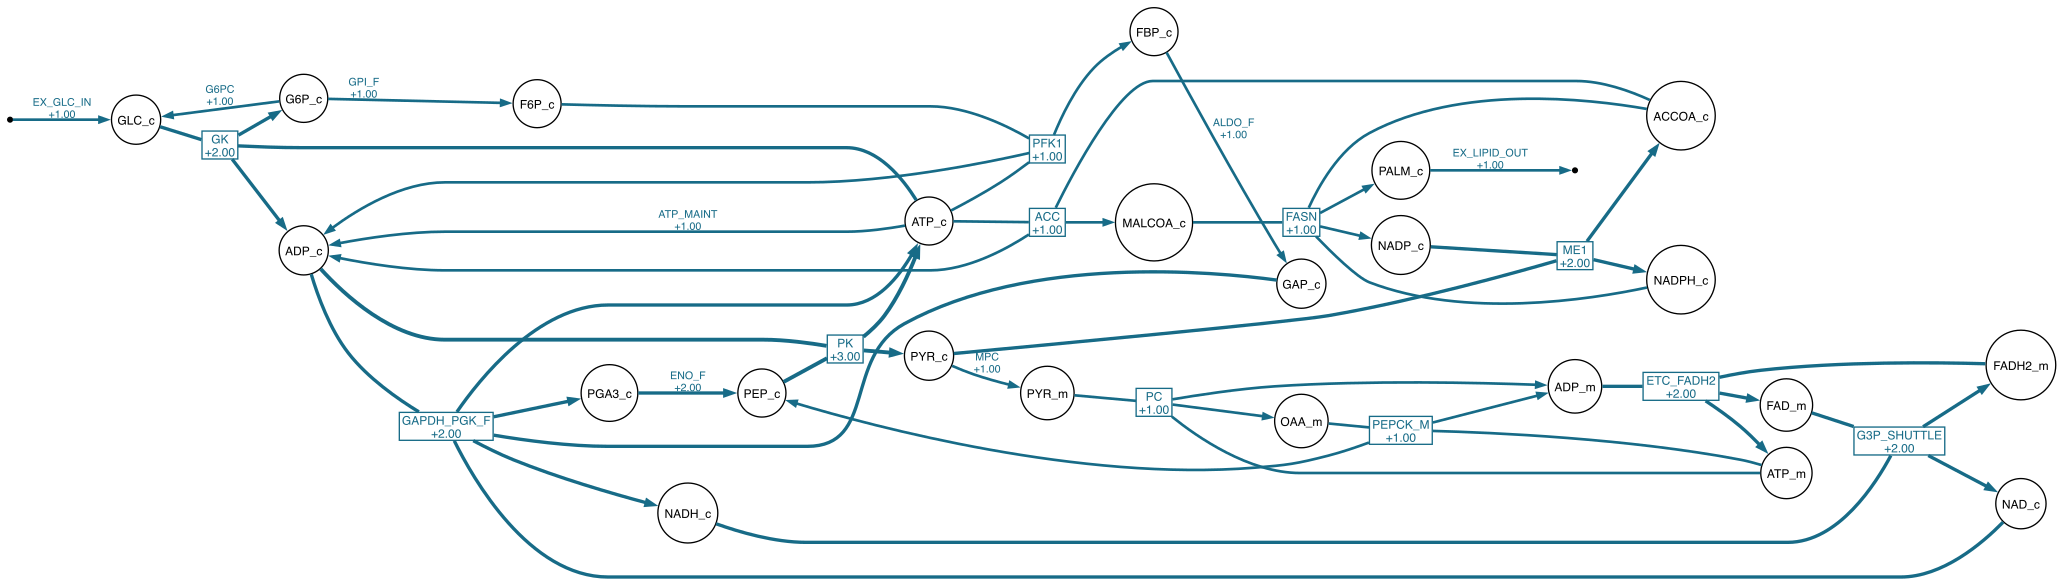 FBP_c
EX_GLC_IN
+1.00
GLC_c
G6PC
+1.00
G6P_c
GPI_F
+1.00
F6P_c
GK
+2.00
PFK1
+1.00
ALDO_F
+1.00
ACCOA_c
PALM_c
EX_LIPID_OUT
+1.00
ATP_MAINT
+1.00
ATP_c
ACC
+1.00
MALCOA_c
FASN
+1.00
NADP_c
ME1
+2.00
ADP_c
GAP_c
NADPH_c
PK
+3.00
PYR_c
MPC
+1.00
PGA3_c
ENO_F
+2.00
PEP_c
PYR_m
PC
+1.00
OAA_m
PEPCK_M
+1.00
ADP_m
ETC_FADH2
+2.00
FAD_m
FADH2_m
GAPDH_PGK_F
+2.00
G3P_SHUTTLE
+2.00
ATP_m
NADH_c
NAD_c